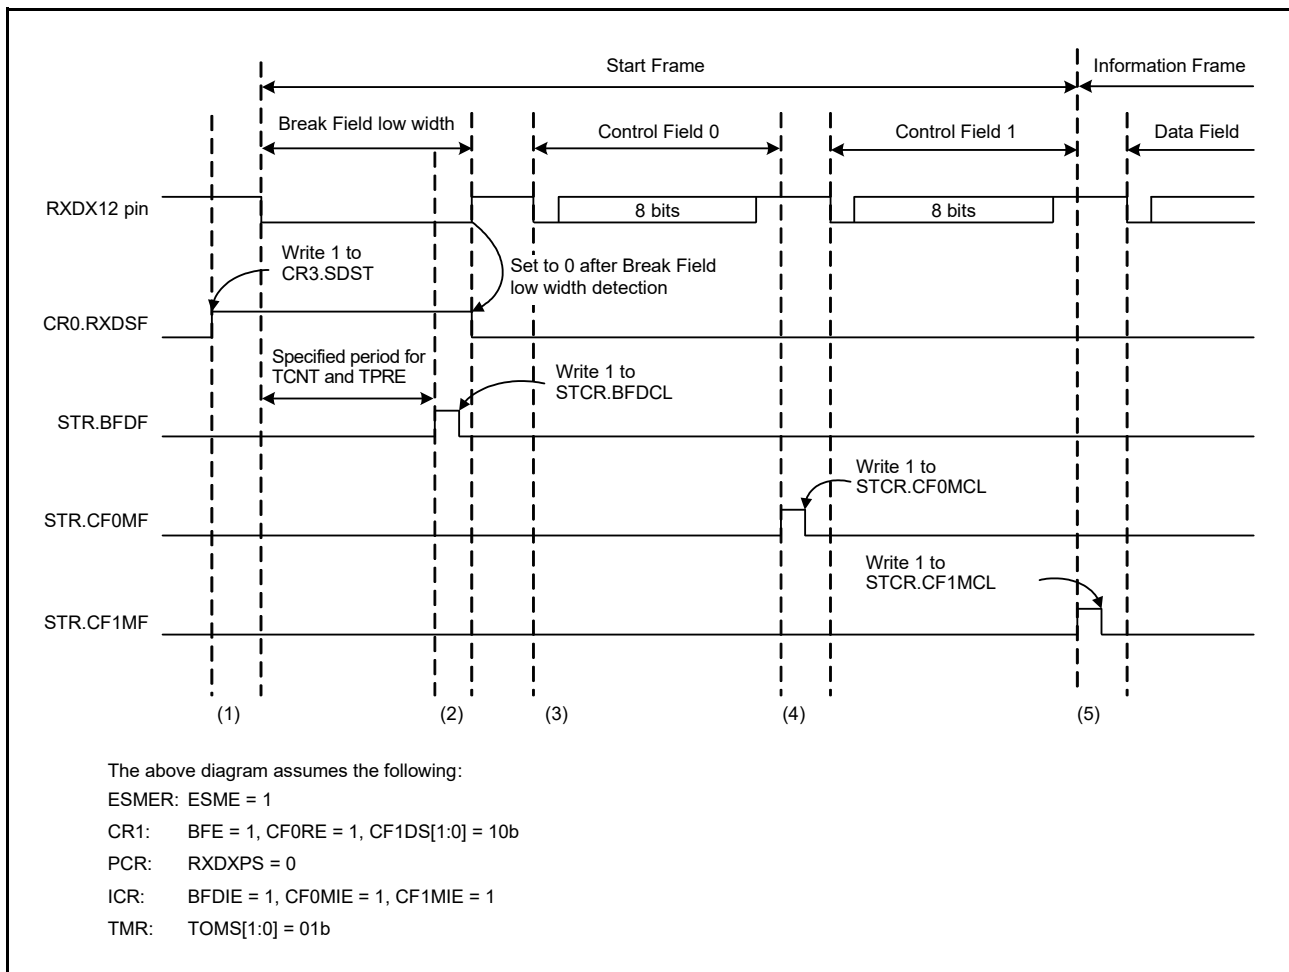 Start Frame
Information Frame
Break Field low width
Control Field 0
Control Field 1
Data Field
RXDX12 pin
8 bits
8 bits
Write 1 to
CR3.SDST
Set to 0 after Break Field
low width detection
CR0.RXDSF
Specified period for
TCNT and TPRE
Write 1 to
STCR.BFDCL
STR.BFDF
Write 1 to
STCR.CF0MCL
STR.CF0MF
Write 1 to
STCR.CF1MCL
STR.CF1MF
(1)
(2)
(3)
(4)
(5)
The above diagram assumes the following:
ESMER: ESME = 1
CR1: BFE = 1, CF0RE = 1, CF1DS[1:0] = 10b
PCR: RXDXPS = 0
ICR: BFDIE = 1, CF0MIE = 1, CF1MIE = 1
TMR: TOMS[1:0] = 01b